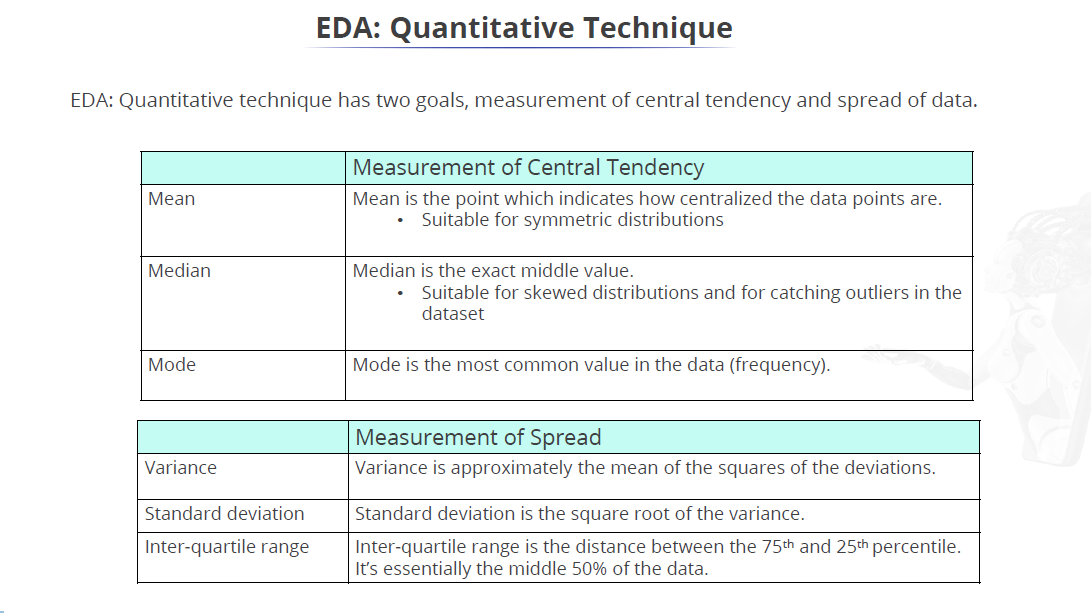 EDA: Quantitative Technique
EDA: Quantitative technique has two goals, measurement of central tendency and spread of data.
Measurement of Central Tendency
Mean
Mean is the point which indicates how centralized the data points are.
• Suitable for symmetric distributions
Median
Median is the exact middle value.
• Suitable for skewed distributions and for catching outliers in the
dataset
Mode
Mode is the most common value in the data (frequency).
Measurement of Spread
Variance
Variance is approximately the mean of the squares of the deviations.
Standard deviation
Standard deviation is the square root of the variance.
Inter-quartile range
Inter-quartile range is the distance between the 75th and 25th percentile.
It’s essentially the middle 50% of the data.